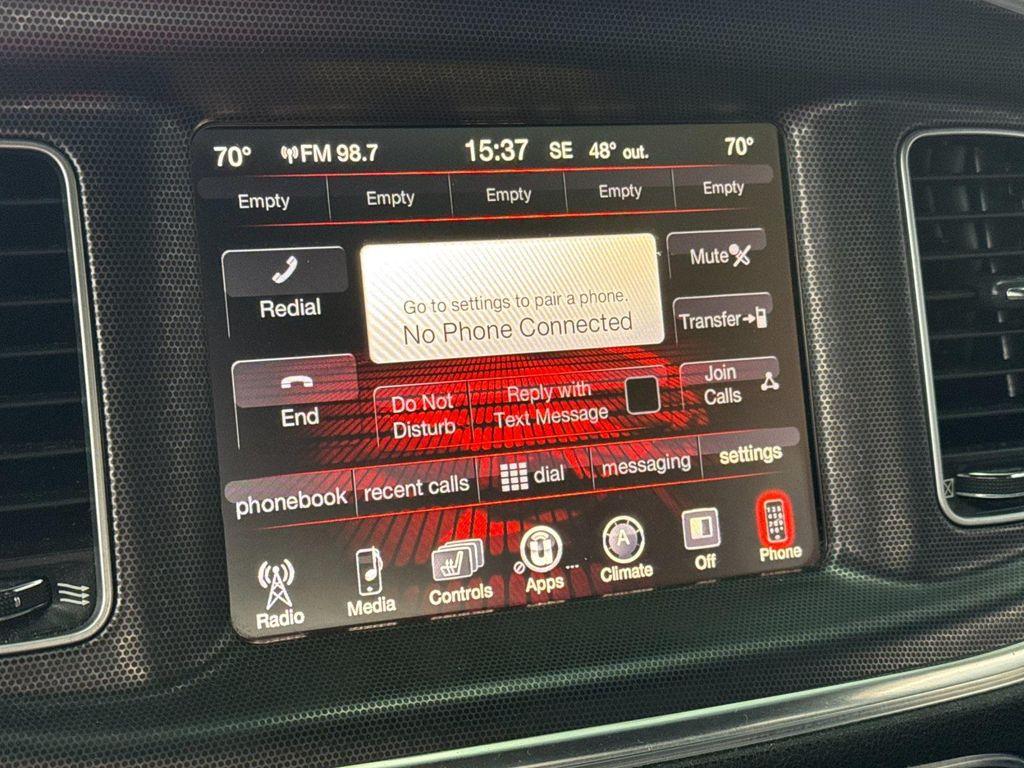 70° FM 98.7 15:37 SE 48° out. 70°
Empty Empty Empty Empty Empty
Redial
Go to settings to pair a phone.
No Phone Connected
Mute
Transfer
End
Do Not
Disturb
Reply with
Text Message
Join
Calls
phonebook recent calls dial messaging settings
Radio Media Controls Apps ... Climate Off Phone
A